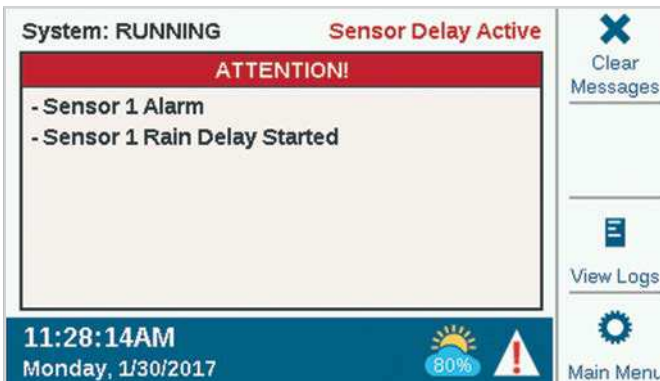 System: RUNNING Sensor Delay Active
ATTENTION!
- Sensor 1 Alarm
- Sensor 1 Rain Delay Started
11:28:14AM
Monday, 1/30/2017
80%
!
Clear
Messages
View Logs
Main Menu